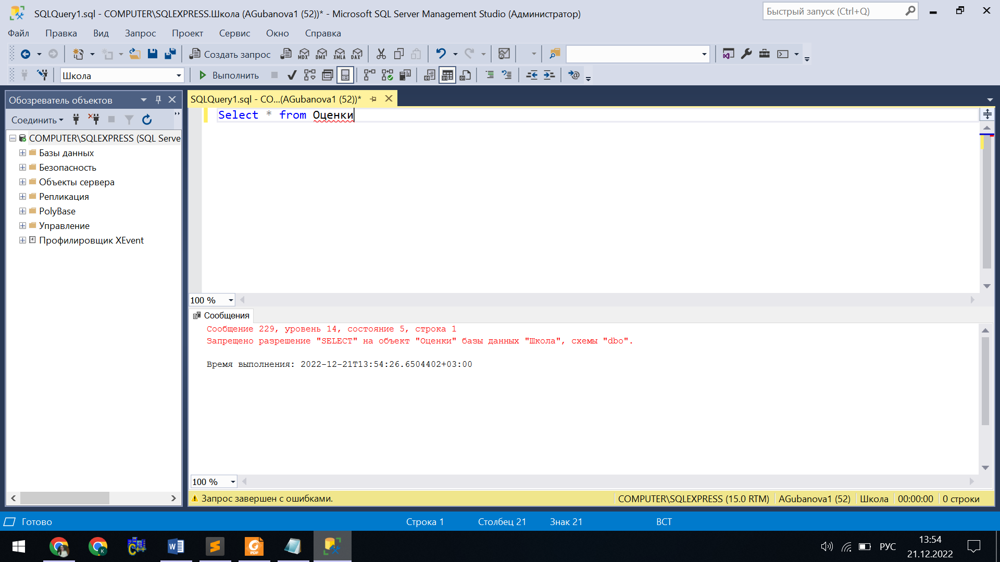 SQLQuery1.sql - COMPUTER\SQLEXPRESS.Школа (AGubanova1 (52))* - Microsoft SQL Server Management Studio (Администратор)
Быстрый запуск (Ctrl+Q)
Файл Правка Вид Запрос Проект Сервис Окно Справка
Создать запрос MDX DMX XMLA DAX
Школа Выполнить
Обозреватель объектов
SQLQuery1.sql - CO...(AGubanova1 (52))*
Соединить
Select * from Оценки
COMPUTER\SQLEXPRESS (SQL Serve
Базы данных
Безопасность
Объекты сервера
Репликация
PolyBase
Управление
Профилировщик XEvent
100 %
Сообщения
Сообщение 229, уровень 14, состояние 5, строка 1
Запрещено разрешение "SELECT" на объект "Оценки" базы данных "Школа", схемы "dbo".
Время выполнения: 2022-12-21T13:54:26.6504402+03:00
100 %
Запрос завершен с ошибками. COMPUTER\SQLEXPRESS (15.0 RTM) AGubanova1 (52) Школа 00:00:00 0 строки
Готово Строка 1 Столбец 21 Знак 21 ВСТ
K C++ W S PDF
РУС
13:54
21.12.2022